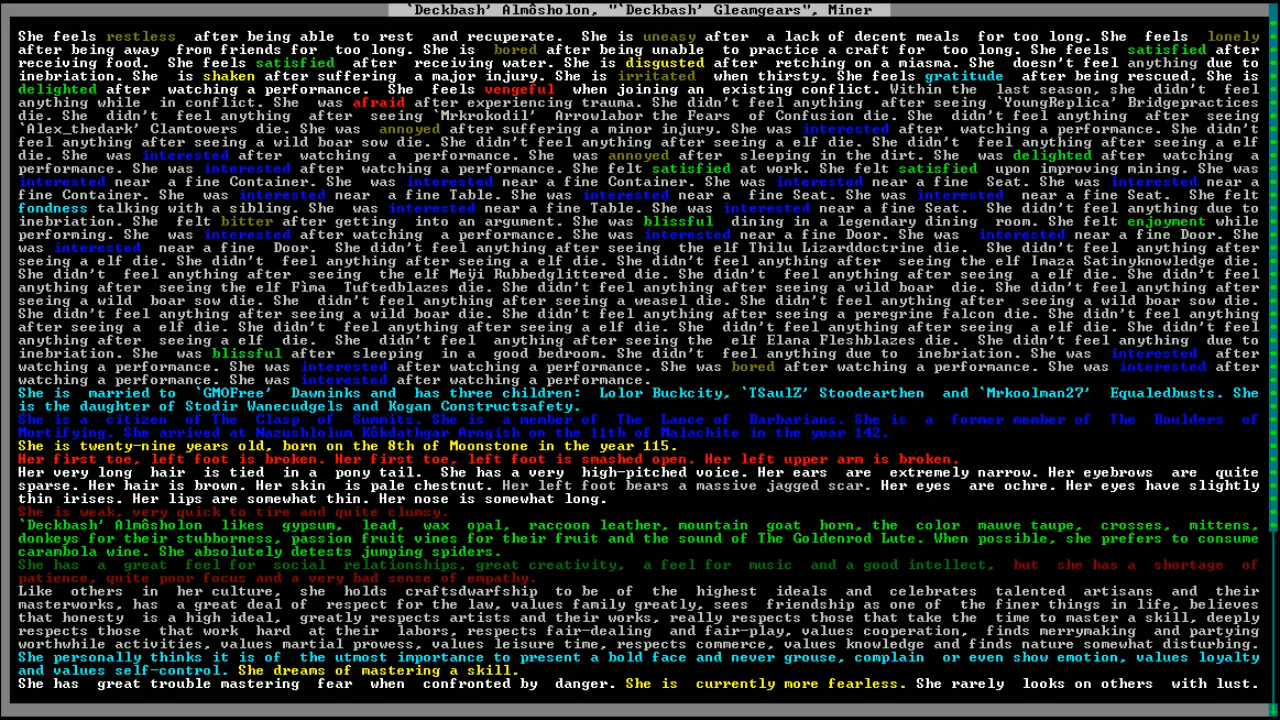 `Deckbash' Almôsholon, "`Deckbash' Gleamgears", Miner
She feels restless after being able to rest and recuperate. She is uneasy after a lack of decent meals for too long. She feels lonely
after being away from friends for too long. She is bored after being unable to practice a craft for too long. She feels satisfied after
receiving food. She feels satisfied after receiving water. She is disgusted after retching on a miasma. She doesn't feel anything due to
inebriation. She is shaken after suffering a major injury. She is irritated when thirsty. She feels gratitude after being rescued. She is
delighted after watching a performance. She feels vengeful when joining an existing conflict. Within the last season, she didn't feel
anything while in conflict. She was afraid after experiencing trauma. She didn't feel anything after seeing `YoungReplica' Bridgepractices
die. She didn't feel anything after seeing `Mrkrokodil' Arrowlabor the Fears of Confusion die. She didn't feel anything after seeing
`Alex_thedark' Clamtowers die. She was annoyed after suffering a minor injury. She was interested after watching a performance. She didn't
feel anything after seeing a wild boar sow die. She didn't feel anything after seeing a elf die. She didn't feel anything after seeing a elf
die. She was interested after watching a performance. She was annoyed after sleeping in the dirt. She was delighted after watching a
performance. She was interested after watching a performance. She felt satisfied at work. She felt satisfied upon improving mining. She was
interested near a fine Container. She was interested near a fine Container. She was interested near a fine Seat. She was interested near a
fine Container. She was interested near a fine Table. She was interested near a fine Seat. She was interested near a fine Seat. She felt
fondness talking with a sibling. She was interested near a fine Table. She was interested near a fine Seat. She didn't feel anything due to
inebriation. She felt bitter after getting into an argument. She was blissful dining in a legendary dining room. She felt enjoyment while
performing. She was interested after watching a performance. She was interested near a fine Door. She was interested near a fine Door. She
was interested near a fine Door. She didn't feel anything after seeing the elf Thilu Lizarddoctrine die. She didn't feel anything after
seeing a elf die. She didn't feel anything after seeing a elf die. She didn't feel anything after seeing the elf Imaza Satinyknowledge die.
She didn't feel anything after seeing the elf Meÿi Rubbedglittered die. She didn't feel anything after seeing a elf die. She didn't feel
anything after seeing the elf Fìma Tuftedblazes die. She didn't feel anything after seeing a wild boar die. She didn't feel anything after
seeing a wild boar sow die. She didn't feel anything after seeing a weasel die. She didn't feel anything after seeing a wild boar sow die.
She didn't feel anything after seeing a wild boar die. She didn't feel anything after seeing a peregrine falcon die. She didn't feel anything
after seeing a elf die. She didn't feel anything after seeing a elf die. She didn't feel anything after seeing a elf die. She didn't feel
anything after seeing a elf die. She didn't feel anything after seeing the elf Elana Fleshblazes die. She didn't feel anything due to
inebriation. She was blissful after sleeping in a good bedroom. She didn't feel anything due to inebriation. She was interested after
watching a performance. She was interested after watching a performance. She was bored after watching a performance. She was interested after
watching a performance. She was interested after watching a performance.
She is married to `GMOFree' Dawninks and has three children: Lolor Buckcity, `TSaulZ' Stoodearthen and `Mrkoolman27' Equaledbusts. She
is the daughter of Stodir Wanecudgels and Kogan Constructsafety.
She is a citizen of The Clasp of Summits. She is a member of The Lance of Barbarians. She is a former member of The Boulders of
Mortifying. She arrived at Nazushlolum Kôkdathgar Arngish on the 11th of Malachite in the year 142.
She is twenty-nine years old, born on the 8th of Moonstone in the year 115.
Her first toe, left foot is broken. Her first toe, left foot is smashed open. Her left upper arm is broken.
Her very long hair is tied in a pony tail. She has a very high-pitched voice. Her ears are extremely narrow. Her eyebrows are quite
sparse. Her hair is brown. Her skin is pale chestnut. Her left foot bears a massive jagged scar. Her eyes are ochre. Her eyes have slightly
thin irises. Her lips are somewhat thin. Her nose is somewhat long.
She is weak, very quick to tire and quite clumsy.
`Deckbash' Almôsholon likes gypsum, lead, wax opal, raccoon leather, mountain goat horn, the color mauve taupe, crosses, mittens,
donkeys for their stubborness, passion fruit vines for their fruit and the sound of The Goldenrod Lute. When possible, she prefers to consume
carambola wine. She absolutely detests jumping spiders.
She has a great feel for social relationships, great creativity, a feel for music and a good intellect, but she has a shortage of
patience, quite poor focus and a very bad sense of empathy.
Like others in her culture, she holds craftsdwarfship to be of the highest ideals and celebrates talented artisans and their
masterworks, has a great deal of respect for the law, values family greatly, sees friendship as one of the finer things in life, believes
that honesty is a high ideal, greatly respects artists and their works, really respects those that take the time to master a skill, deeply
respects those that work hard at their labors, respects fair-dealing and fair-play, values cooperation, finds merrymaking and partying
worthwhile activities, values martial prowess, values leisure time, respects commerce, values knowledge and finds nature somewhat disturbing.
She personally thinks it is of the utmost importance to present a bold face and never grouse, complain or even show emotion, values loyalty
and values self-control. She dreams of mastering a skill.
She has great trouble mastering fear when confronted by danger. She is currently more fearless. She rarely looks on others with lust.